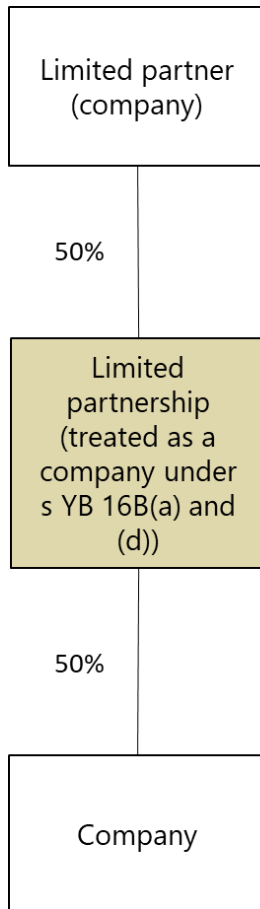 Limited partner
(company)
50%
Limited
partnership
(treated as a
company under
s YB 16B(a) and
(d))
50%
Company